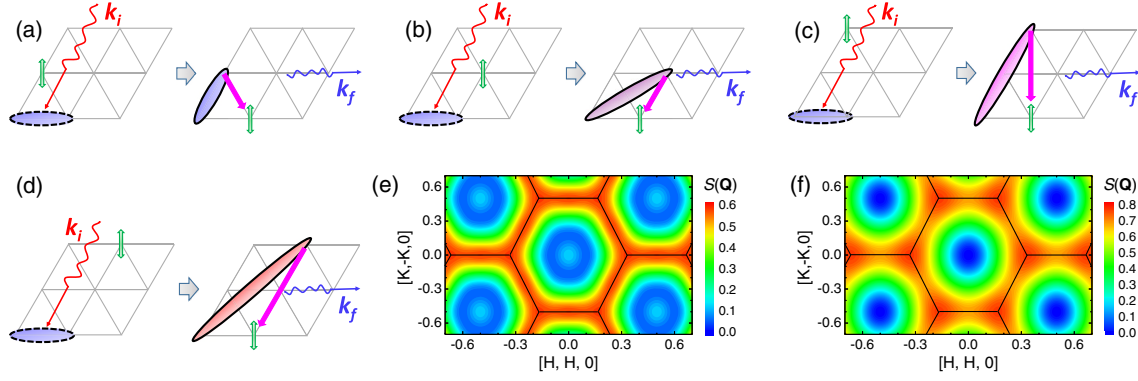 (a)
k_i
k_f
(b)
k_i
k_f
(c)
k_i
k_f
(d)
k_i
k_f
(e)
S(Q)
[K,-K,0]
0.6
0.3
0.0
-0.3
-0.6
-0.6 -0.3 0.0 0.3 0.6
[H, H, 0]
0.6
0.5
0.4
0.3
0.2
0.1
0.0
(f)
S(Q)
[K,-K,0]
0.6
0.3
0.0
-0.3
-0.6
-0.6 -0.3 0.0 0.3 0.6
[H, H, 0]
0.8
0.7
0.6
0.5
0.4
0.3
0.2
0.1
0.0